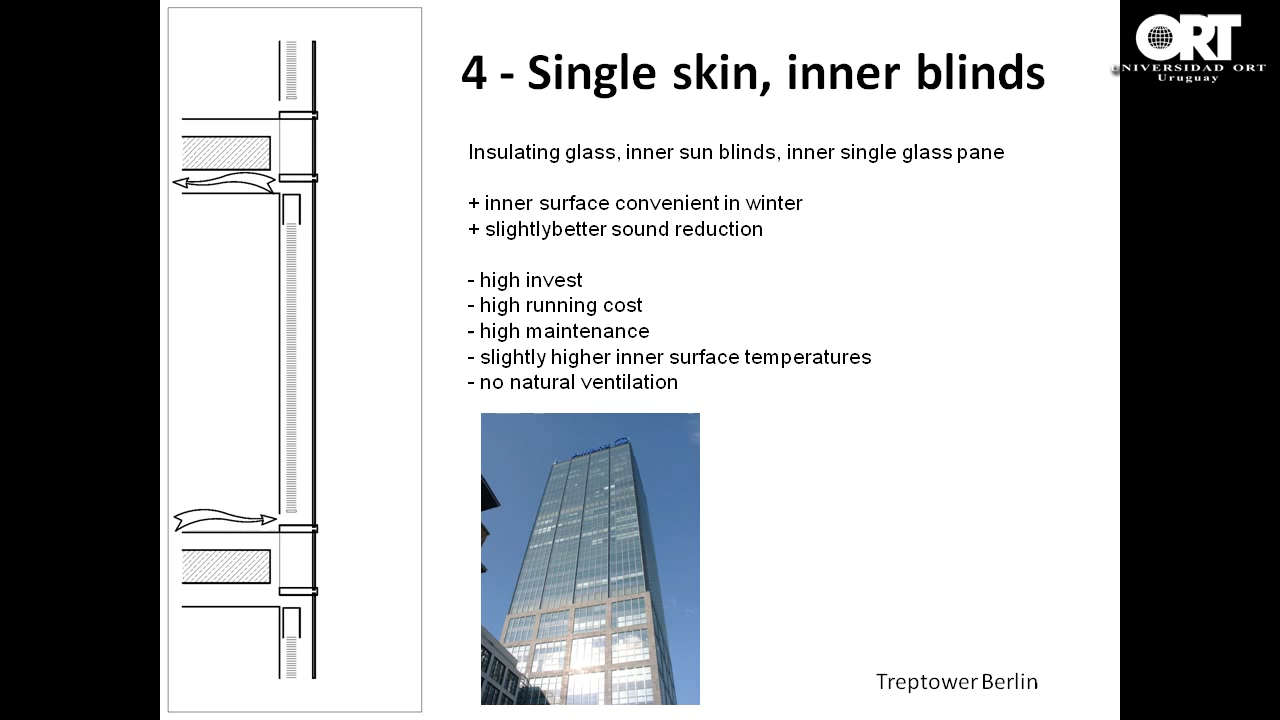 4 - Single skin, inner blinds
ORT
UNIVERSIDAD ORT
Uruguay
Insulating glass, inner sun blinds, inner single glass pane
+ inner surface convenient in winter
+ slightlybetter sound reduction
- high invest
- high running cost
- high maintenance
- slightly higher inner surface temperatures
- no natural ventilation
Treptower Berlin